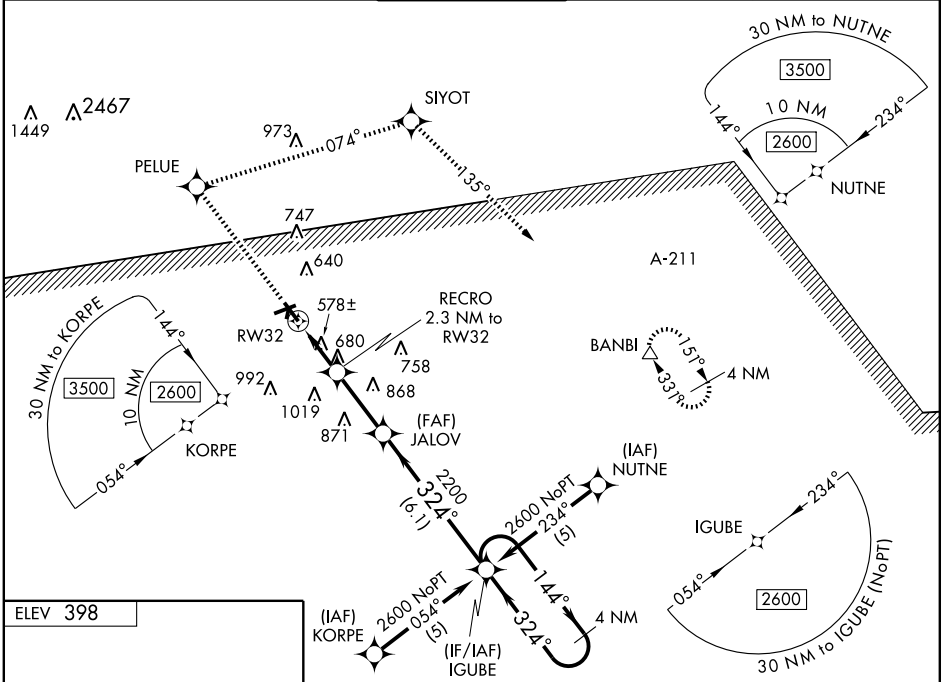 30 NM to NUTNE
3500
10 NM
144°
234°
2600
NUTNE
1449
2467
973
074°
SIYOT
PELUE
135°
747
640
A-211
578±
RW32
RECRO
2.3 NM to
RW32
680
758
BANBI
151°
331°
4 NM
30 NM to KORPE
144°
3500
10 NM
2600
992
1019
868
871
KORPE
054°
(FAF)
JALOV
2200
324°
(6.1)
(IAF)
NUTNE
2600 NoPT
234°
(5)
IGUBE
234°
054°
2600
30 NM to IGUBE (NoPT)
ELEV 398
(IAF)
KORPE
2600 NoPT
054°
(5)
(IF/IAF)
IGUBE
144°
324°
4 NM